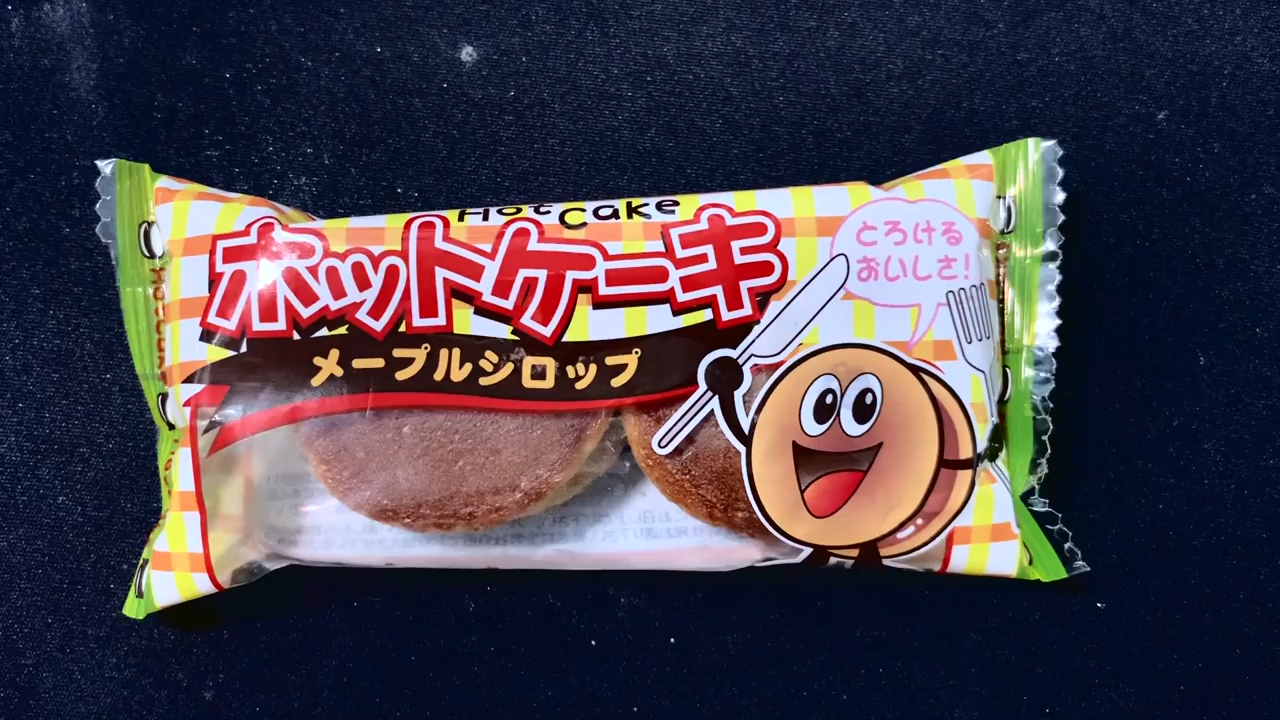 Hot Cake
ホットケーキ
メープルシロップ
とろける
おいしさ!